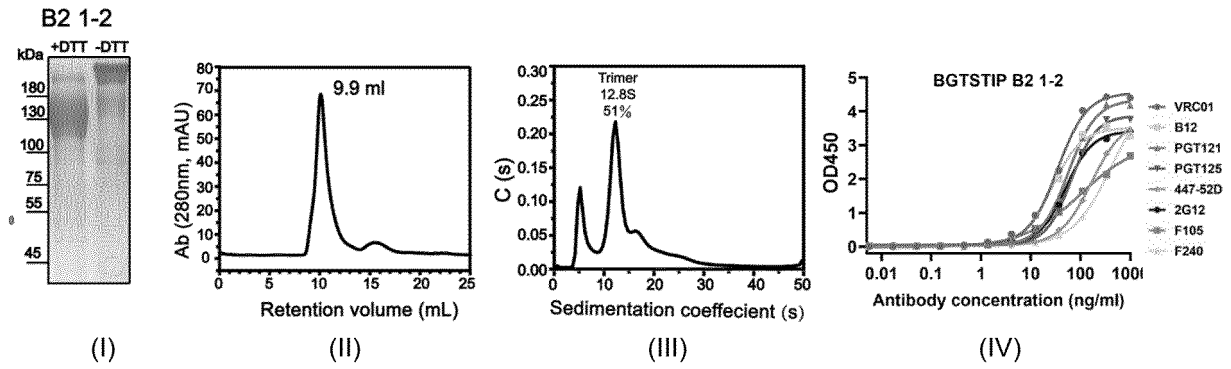 B2 1-2
+DTT -DTT
kDa
180
130
100
75
55
45
(I)
Ab (280nm, mAU)
80
70
60
50
40
30
20
10
0
9.9 ml
0 5 10 15 20 25
Retention volume (mL)
(II)
C (s)
0.30
0.25
0.20
0.15
0.10
0.05
0.00
Trimer
12.8S
51%
0 10 20 30 40 50
Sedimentation coeffecient (s)
(III)
BGTSTIP B2 1-2
OD450
5
4
3
2
1
0
0.01 0.1 1 10 100 1000
Antibody concentration (ng/ml)
VRC01
B12
PGT121
PGT125
447-52D
2G12
F105
F240
(IV)